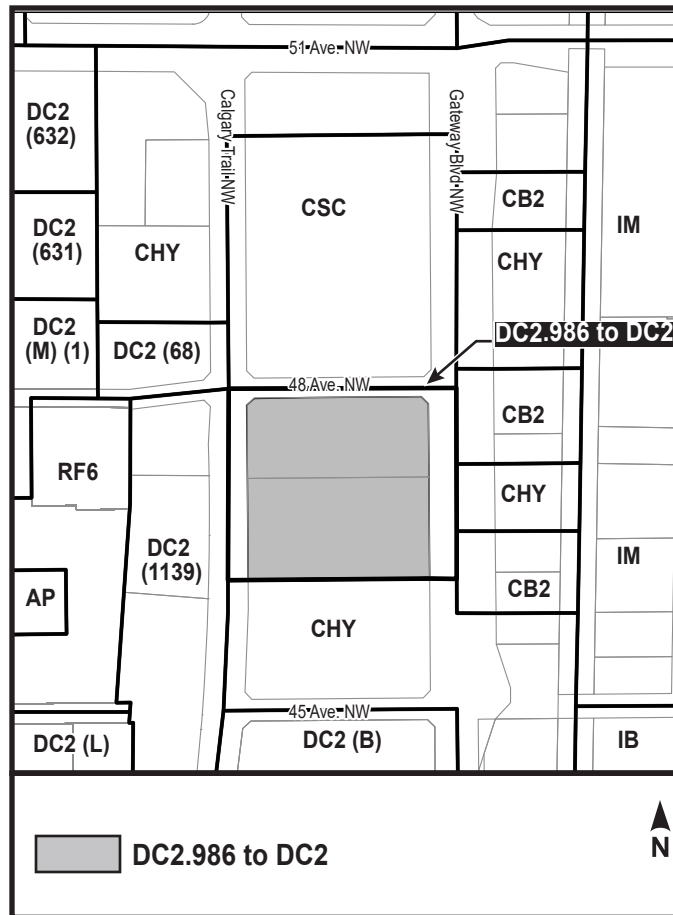 51 Ave. NW
DC2
(632)
Calgary Trail NW
Gateway Blvd NW
CSC
CB2
IM
DC2
(631)
CHY
CHY
DC2
(M) (1)
DC2 (68)
DC2.986 to DC2
48 Ave. NW
CB2
RF6
CHY
DC2
(1139)
IM
AP
CB2
CHY
45 Ave. NW
DC2 (L)
DC2 (B)
IB
DC2.986 to DC2
N